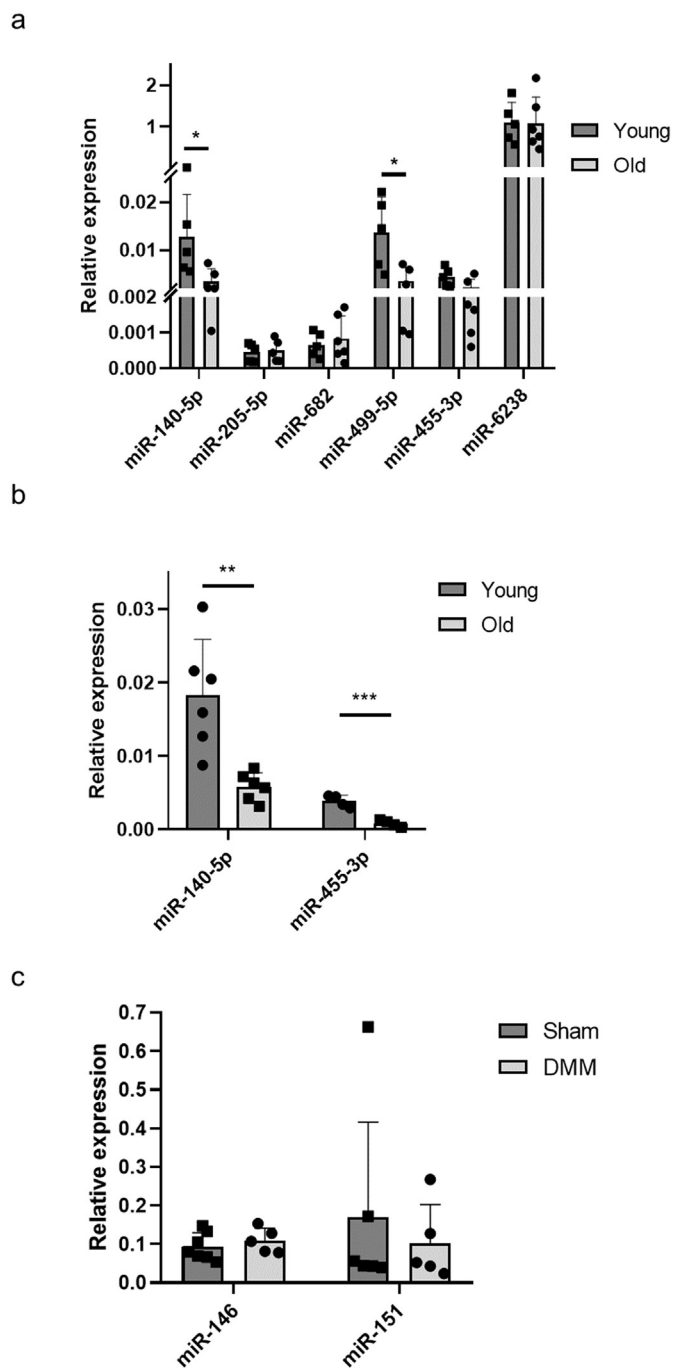 a
Relative expression
2
1
0.02
0.01
0.002
0.001
0.000
*
*
Young
Old
miR-140-5p
miR-205-5p
miR-682
miR-499-5p
miR-455-3p
miR-6238
b
Relative expression
0.03
0.02
0.01
0.00
**
***
Young
Old
miR-140-5p
miR-455-3p
c
Relative expression
0.7
0.6
0.5
0.4
0.3
0.2
0.1
0.0
Sham
DMM
miR-146
miR-151